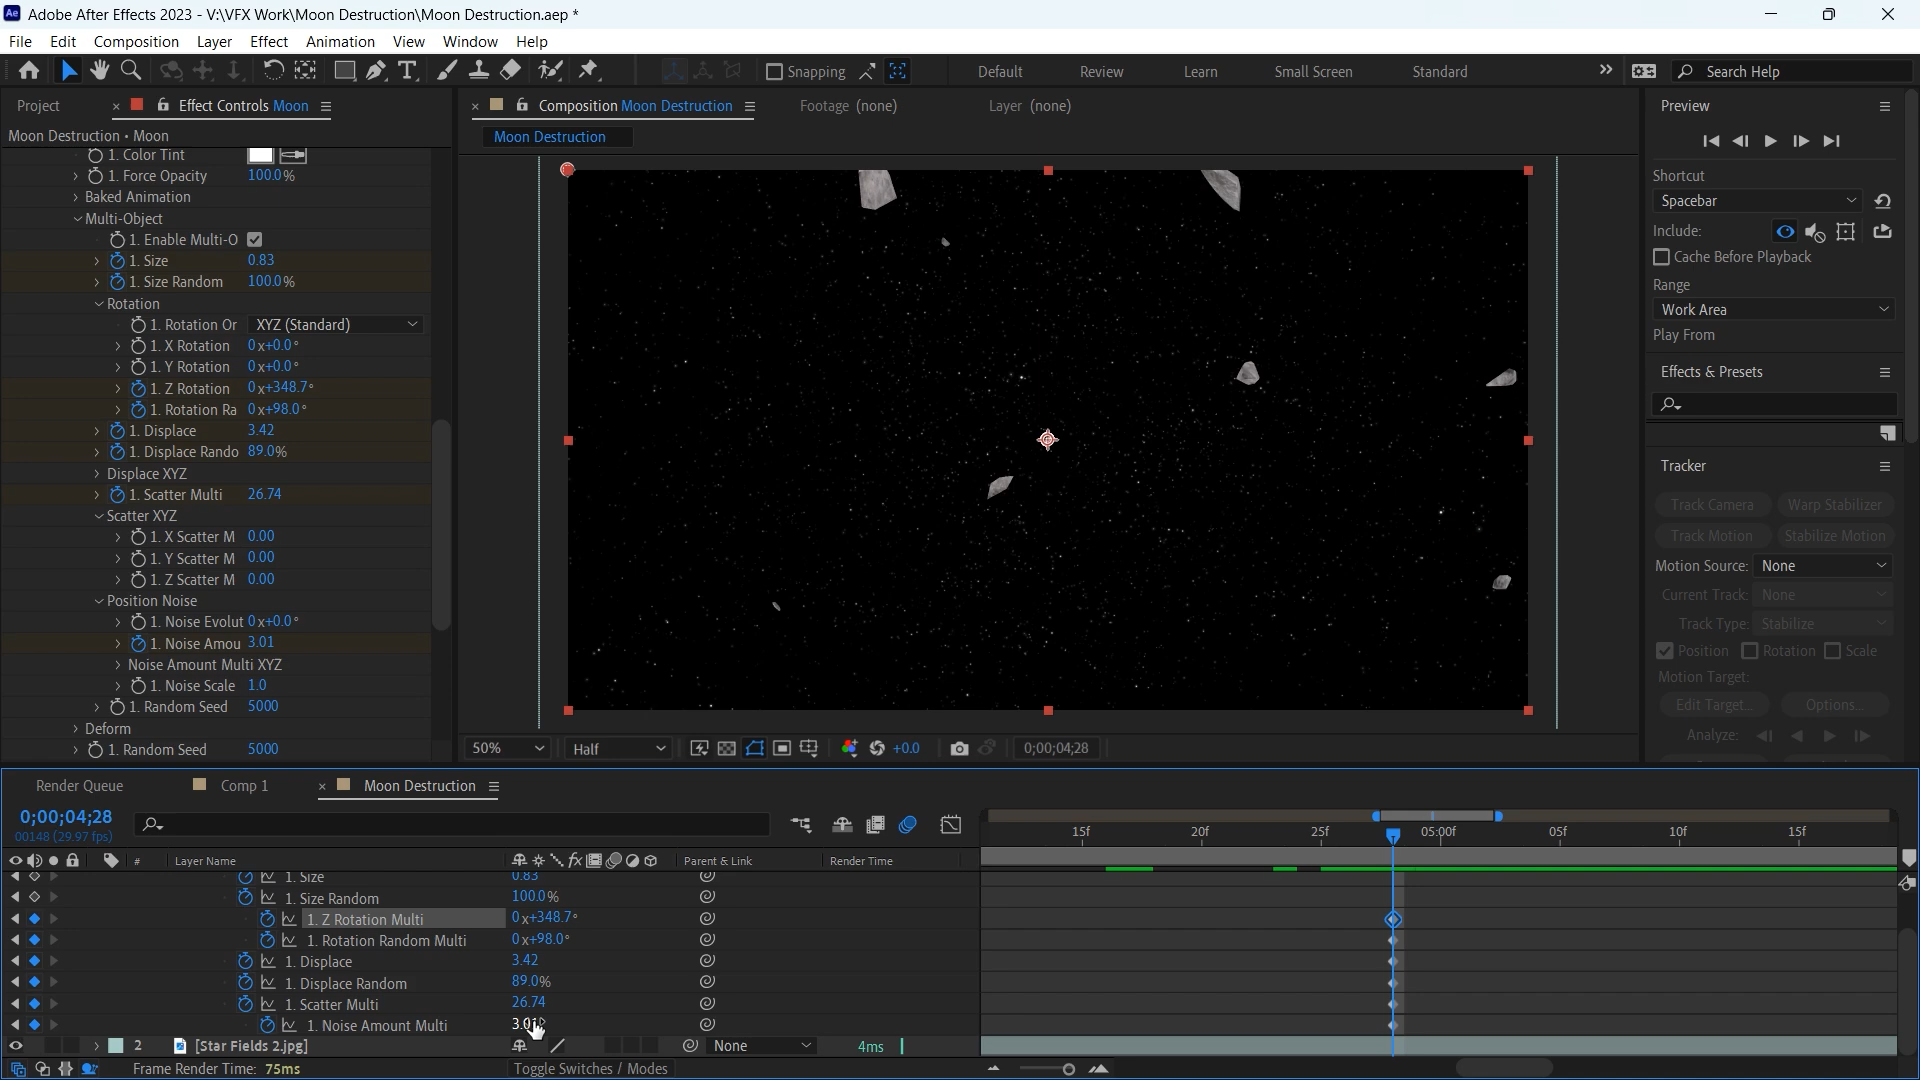 Ae Adobe After Effects 2023 - V:\VFX Work\Moon Destruction\Moon Destruction.aep *
File Edit Composition Layer Effect Animation View Window Help
Snapping Default Review Learn Small Screen Standard Search Help
Project Effect Controls Moon
Moon Destruction • Moon
1. Color Tint
1. Force Opacity 100.0%
Baked Animation
Multi-Object
1. Enable Multi-O
1. Size 0.83
1. Size Random 100.0%
Rotation
1. Rotation Or XYZ (Standard)
1. X Rotation 0x+0.0°
1. Y Rotation 0x+0.0°
1. Z Rotation 0x+348.7°
1. Rotation Ra 0x+98.0°
1. Displace 3.42
1. Displace Rando 89.0%
Displace XYZ
1. Scatter Multi 26.74
Scatter XYZ
1. X Scatter M 0.00
1. Y Scatter M 0.00
1. Z Scatter M 0.00
Position Noise
1. Noise Evolut 0x+0.0°
1. Noise Amou 3.01
Noise Amount Multi XYZ
1. Noise Scale 1.0
1. Random Seed 5000
Deform
1. Random Seed 5000
Composition Moon Destruction Footage (none) Layer (none)
Moon Destruction
50% Half +0.0 0;00;04;28
Preview
Shortcut
Spacebar
Include:
Cache Before Playback
Range
Work Area
Play From
Effects & Presets
Tracker
Track Camera Warp Stabilizer
Track Motion Stabilize Motion
Motion Source: None
Current Track: None
Track Type: Stabilize
Position Rotation Scale
Motion Target:
Edit Target... Options...
Analyze:
Render Queue Comp 1 Moon Destruction
0;00;04;28
00148 (29.97 fps)
15f 20f 25f 05:00f 05f 10f 15f
# Layer Name Parent & Link Render Time
1. Size 0.83
1. Size Random 100.0%
1. Z Rotation Multi 0x+348.7°
1. Rotation Random Multi 0x+98.0°
1. Displace 3.42
1. Displace Random 89.0%
1. Scatter Multi 26.74
1. Noise Amount Multi
2 [Star Fields 2.jpg] None 4ms
Frame Render Time: 75ms Toggle Switches / Modes